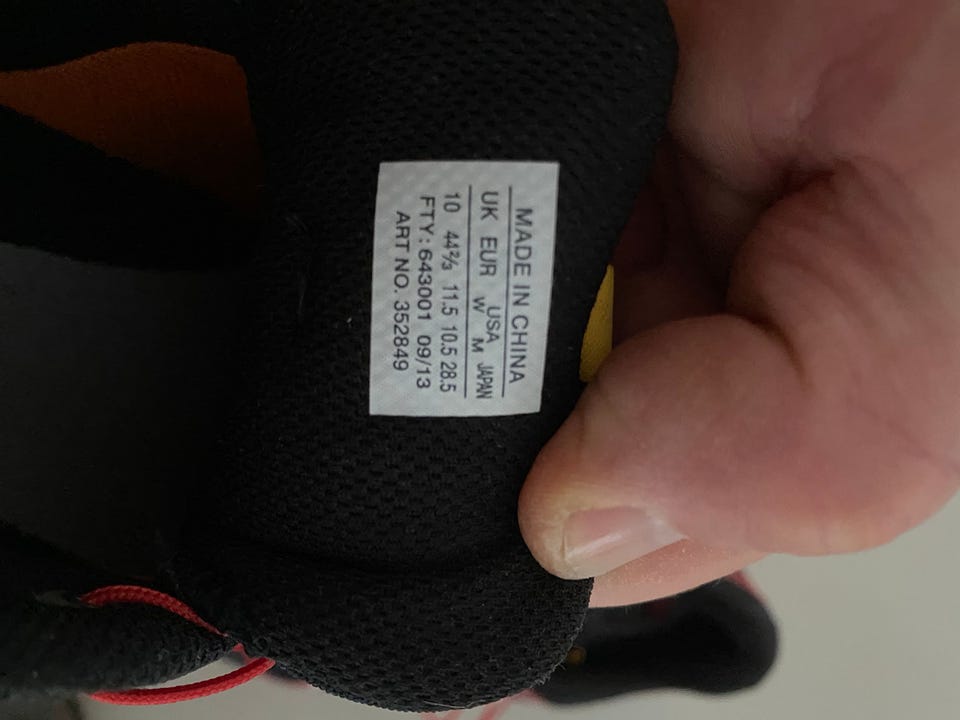 MADE IN CHINA
UK EUR USA JAPAN
W M
10 44⅔ 11.5 10.5 28.5
FTY: 643001 09/13
ART NO. 352849